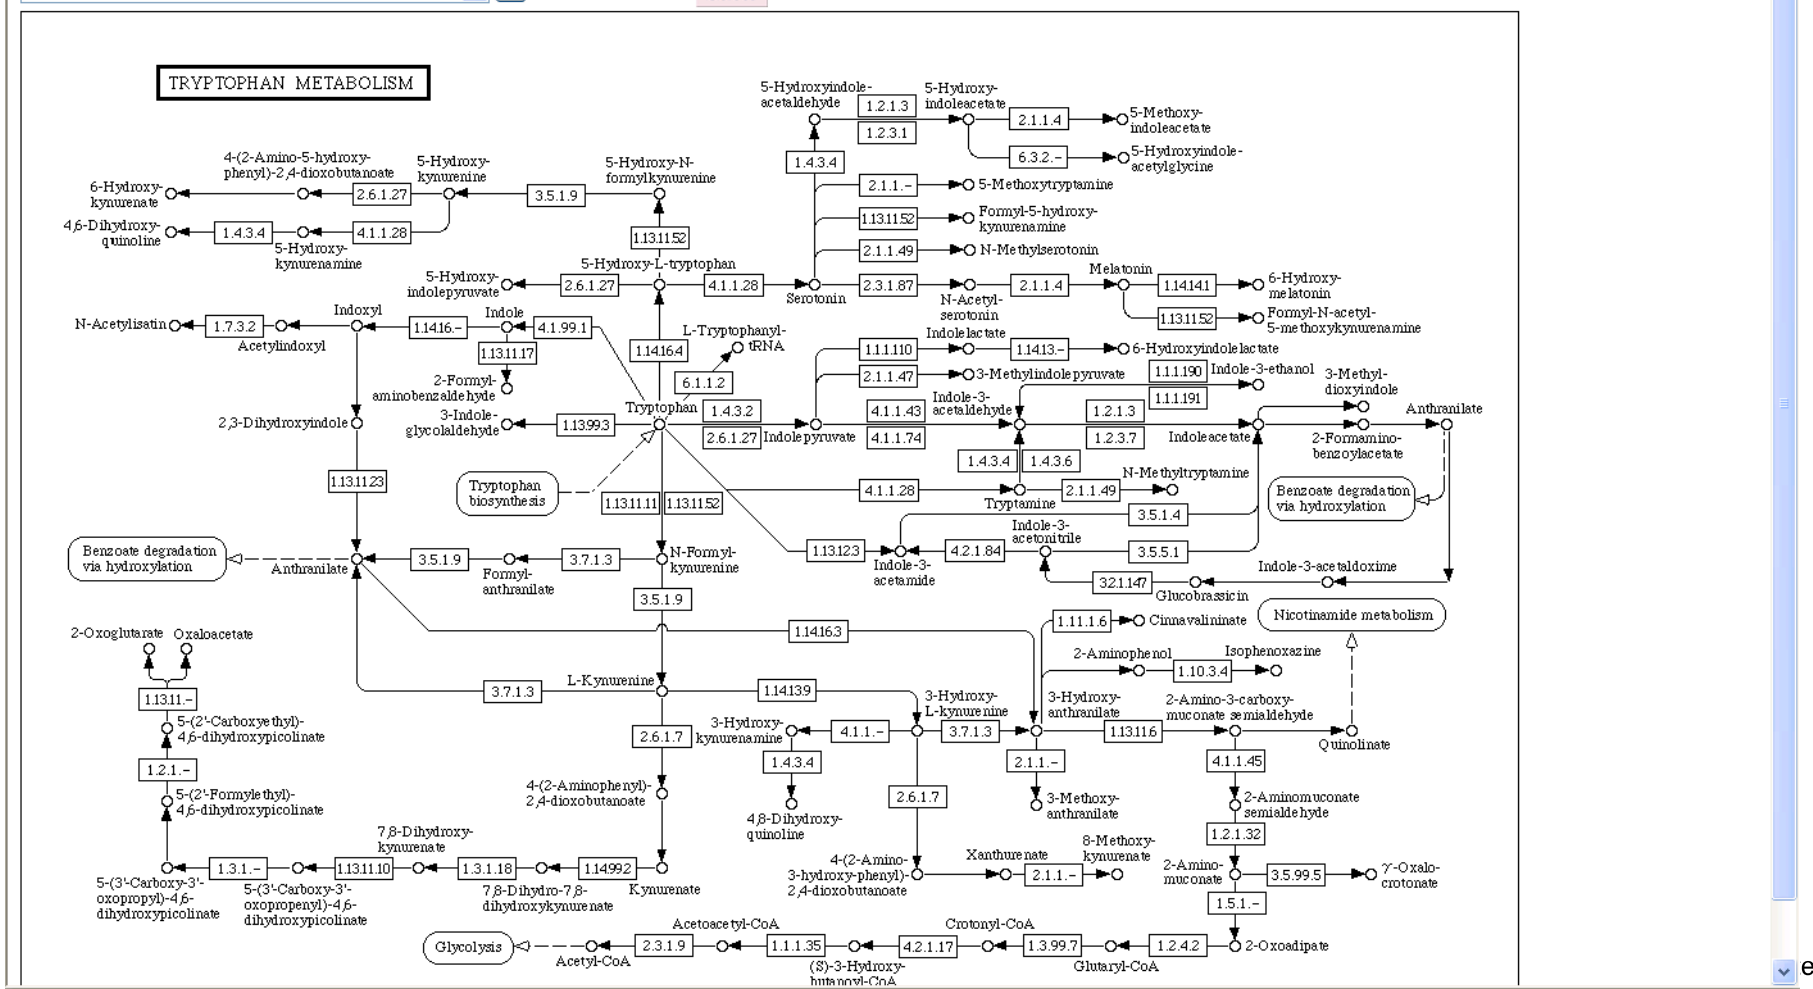 TRYPTOPHAN METABOLISM
5-Hydroxyindole-
acetaldehyde
1.2.1.3
1.2.3.1
5-Hydroxy-
indoleacetate
2.1.1.4
5-Methoxy-
indoleacetate
6.3.2.-
5-Hydroxyindole-
acetylglycine
1.4.3.4
4-(2-Amino-5-hydroxy-
phenyl)-2,4-dioxobutanoate
5-Hydroxy-
kynurenine
5-Hydroxy-N-
formylkynurenine
6-Hydroxy-
kynurenate
2.6.1.27
3.5.1.9
2.1.1.-
5-Methoxytryptamine
4,6-Dihydroxy-
quinoline
1.4.3.4
5-Hydroxy-
kynurenamine
4.1.1.28
1.13.11.52
1.13.11.52
Formyl-5-hydroxy-
kynurenamine
2.1.1.49
N-Methylserotonin
5-Hydroxy-L-tryptophan
5-Hydroxy-
indolepyruvate
2.6.1.27
4.1.1.28
Serotonin
2.3.1.87
N-Acetyl-
serotonin
2.1.1.4
Melatonin
1.14.14.1
6-Hydroxy-
melatonin
1.13.11.52
Formyl-N-acetyl-
5-methoxykynurenamine
N-Acetylisatin
1.7.3.2
Acetylindoxyl
Indoxyl
1.14.16.-
Indole
4.1.99.1
1.13.11.17
2-Formyl-
aminobenzaldehyde
1.14.16.4
L-Tryptophanyl-
tRNA
6.1.1.2
1.1.1.110
Indolelactate
1.14.13.-
6-Hydroxyindolelactate
2.1.1.47
3-Methylindolepyruvate
1.1.1.190
1.1.1.191
Indole-3-ethanol
3-Methyl-
dioxyindole
2,3-Dihydroxyindole
3-Indole-
glycolaldehyde
1.13.99.3
Tryptophan
1.4.3.2
2.6.1.27
Indolepyruvate
4.1.1.43
4.1.1.74
Indole-3-
acetaldehyde
1.2.1.3
1.2.3.7
Indoleacetate
2-Formamino-
benzoylacetate
Anthranilate
1.4.3.4
1.4.3.6
1.13.11.23
Tryptophan
biosynthesis
1.13.11.11
1.13.11.52
4.1.1.28
Tryptamine
2.1.1.49
N-Methyltryptamine
Benzoate degradation
via hydroxylation
3.5.1.4
Benzoate degradation
via hydroxylation
Anthranilate
3.5.1.9
Formyl-
anthranilate
3.7.1.3
N-Formyl-
kynurenine
1.13.12.3
Indole-3-
acetamide
4.2.1.84
Indole-3-
acetonitrile
3.5.5.1
3.2.1.147
Glucobrassicin
Indole-3-acetaldoxime
3.5.1.9
Nicotinamide metabolism
1.14.16.3
1.11.1.6
Cinnavalininate
2-Oxoglutarate
Oxaloacetate
2-Aminophenol
1.10.3.4
Isophenoxazine
1.13.11.-
3.7.1.3
L-Kynurenine
1.14.13.9
3-Hydroxy-
L-kynurenine
3-Hydroxy-
anthranilate
2-Amino-3-carboxy-
muconate semialdehyde
5-(2'-Carboxyethyl)-
4,6-dihydroxypicolinate
2.6.1.7
3-Hydroxy-
kynurenamine
4.1.1.-
3.7.1.3
1.13.11.6
Quinolinate
1.2.1.-
1.4.3.4
2.1.1.-
4.1.1.45
5-(2'-Formylethyl)-
4,6-dihydroxypicolinate
4-(2-Aminophenyl)-
2,4-dioxobutanoate
4,8-Dihydroxy-
quinoline
2.6.1.7
3-Methoxy-
anthranilate
2-Aminomuconate
semialdehyde
1.2.1.32
5-(3'-Carboxy-3'-
oxopropyl)-4,6-
dihydroxypicolinate
1.3.1.-
5-(3'-Carboxy-3'-
oxopropenyl)-4,6-
dihydroxypicolinate
1.13.11.10
7,8-Dihydroxy-
kynurenate
1.3.1.18
7,8-Dihydro-7,8-
dihydroxykynurenate
1.14.99.2
Kynurenate
4-(2-Amino-
3-hydroxy-phenyl)-
2,4-dioxobutanoate
Xanthurenate
2.1.1.-
8-Methoxy-
kynurenate
2-Amino-
muconate
3.5.99.5
γ-Oxalo-
crotonate
1.5.1.-
Glycolysis
Acetyl-CoA
2.3.1.9
Acetoacetyl-CoA
1.1.1.35
(S)-3-Hydroxy-
butanoyl-CoA
4.2.1.17
Crotonyl-CoA
1.3.99.7
Glutaryl-CoA
1.2.4.2
2-Oxoadipate